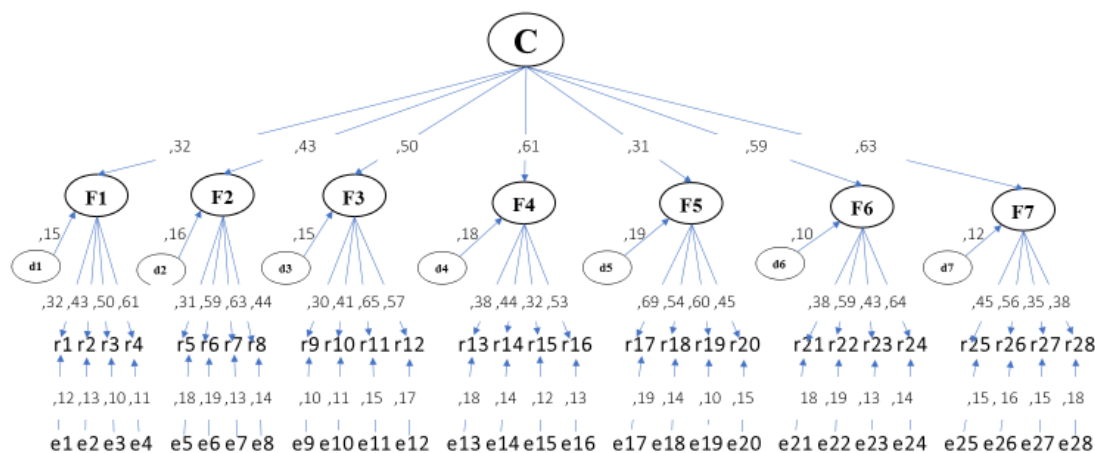 C
,32 ,43 ,50 ,61 ,31 ,59 ,63
F1 F2 F3 F4 F5 F6 F7
,15 ,16 ,15 ,18 ,19 ,10 ,12
d1 d2 d3 d4 d5 d6 d7
,32 ,43 ,50 ,61 ,31 ,59 ,63 ,44 ,30 ,41 ,65 ,57 ,38 ,44 ,32 ,53 ,69 ,54 ,60 ,45 ,38 ,59 ,43 ,64 ,45 ,56 ,35 ,38
r1 r2 r3 r4 r5 r6 r7 r8 r9 r10 r11 r12 r13 r14 r15 r16 r17 r18 r19 r20 r21 r22 r23 r24 r25 r26 r27 r28
,12 ,13 ,10 ,11 ,18 ,19 ,13 ,14 ,10 ,11 ,15 ,17 ,18 ,14 ,12 ,13 ,19 ,14 ,10 ,15 18 ,19 ,13 ,14 ,15 ,16 ,15 ,18
e1 e2 e3 e4 e5 e6 e7 e8 e9 e10 e11 e12 e13 e14 e15 e16 e17 e18 e19 e20 e21 e22 e23 e24 e25 e26 e27 e28